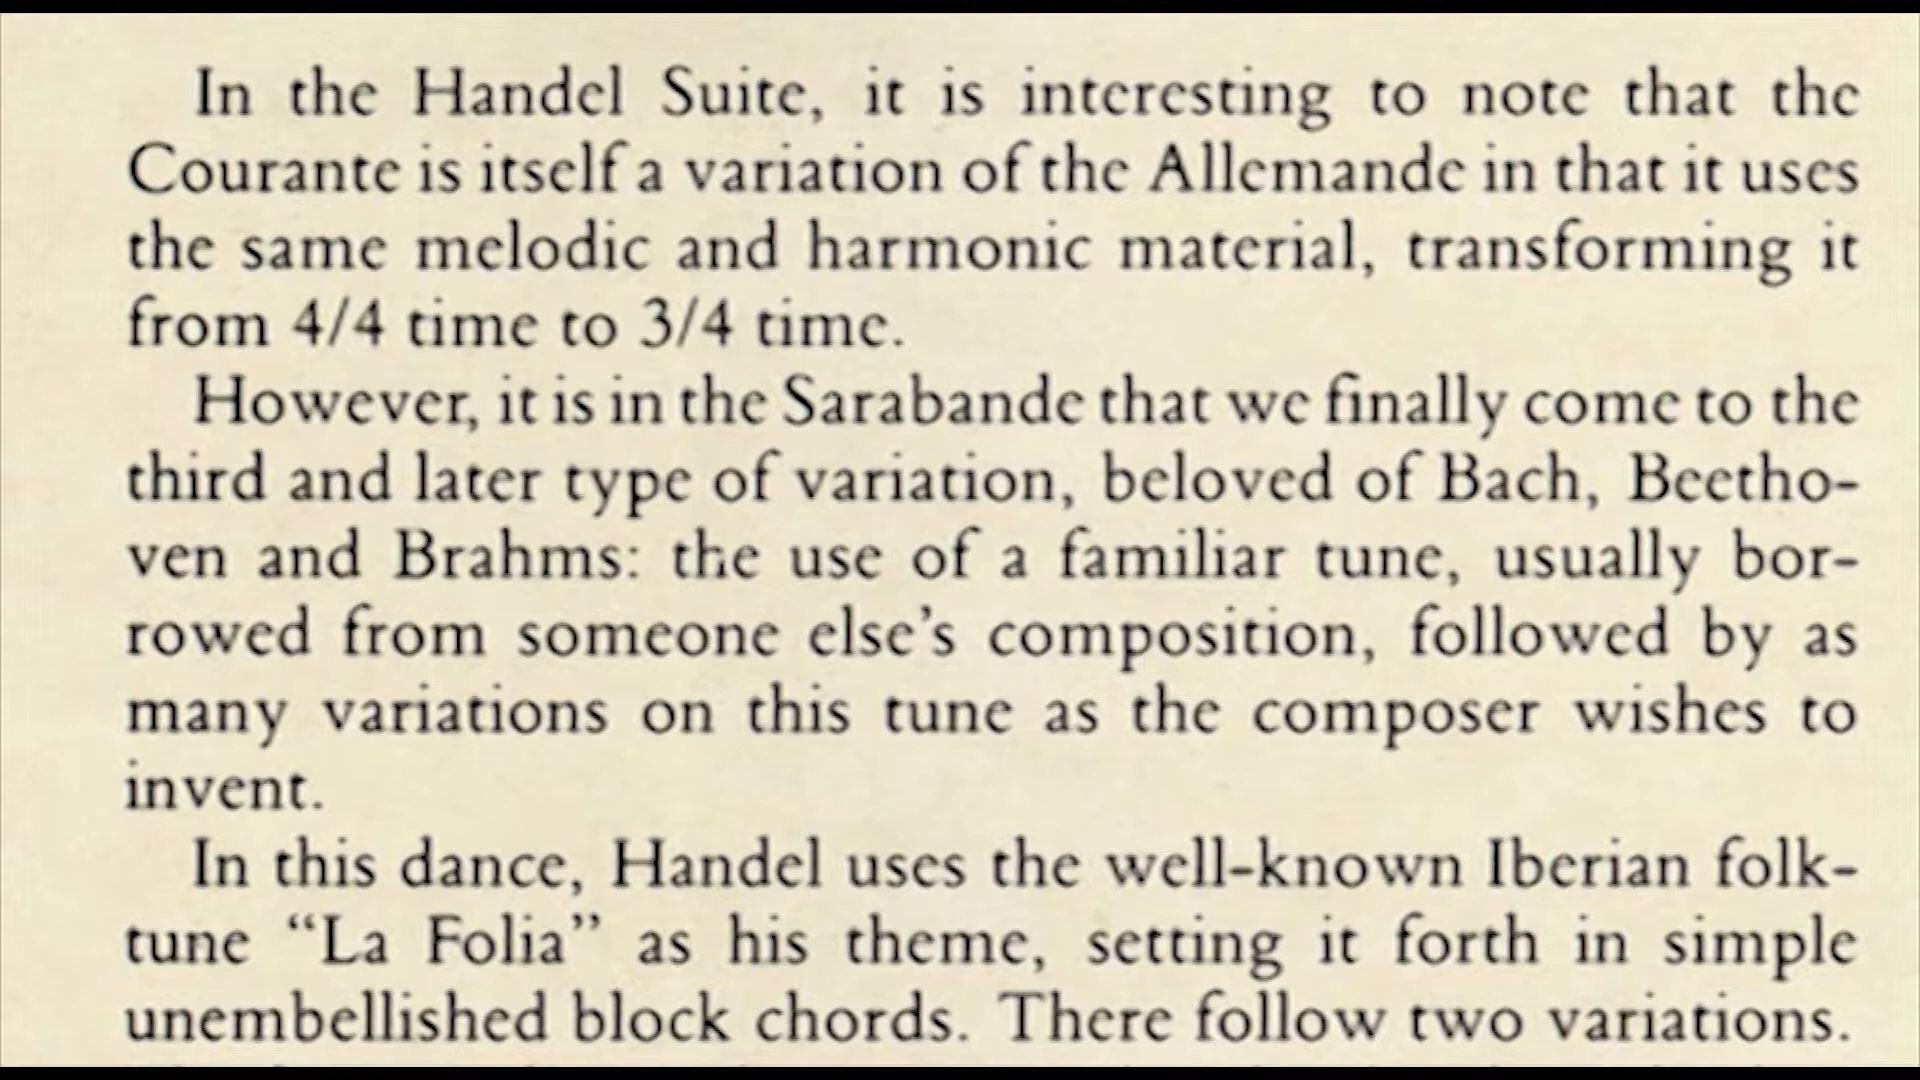 In the Handel Suite, it is interesting to note that the
Courante is itself a variation of the Allemande in that it uses
the same melodic and harmonic material, transforming it
from 4/4 time to 3/4 time.
However, it is in the Sarabande that we finally come to the
third and later type of variation, beloved of Bach, Beetho-
ven and Brahms: the use of a familiar tune, usually bor-
rowed from someone else's composition, followed by as
many variations on this tune as the composer wishes to
invent.
In this dance, Handel uses the well-known Iberian folk-
tune “La Folia” as his theme, setting it forth in simple
unembellished block chords. There follow two variations.